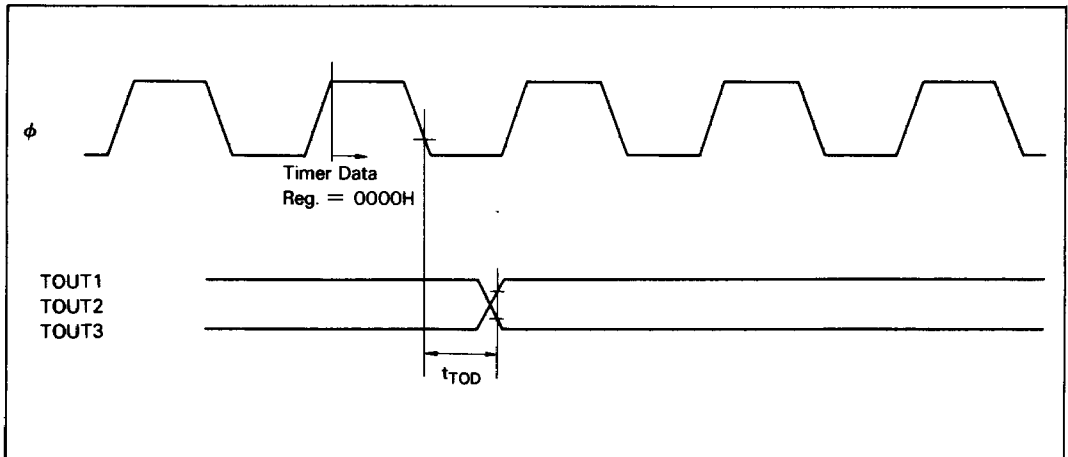 φ
Timer Data
Reg. = 0000H
TOUT1
TOUT2
TOUT3
tTOD